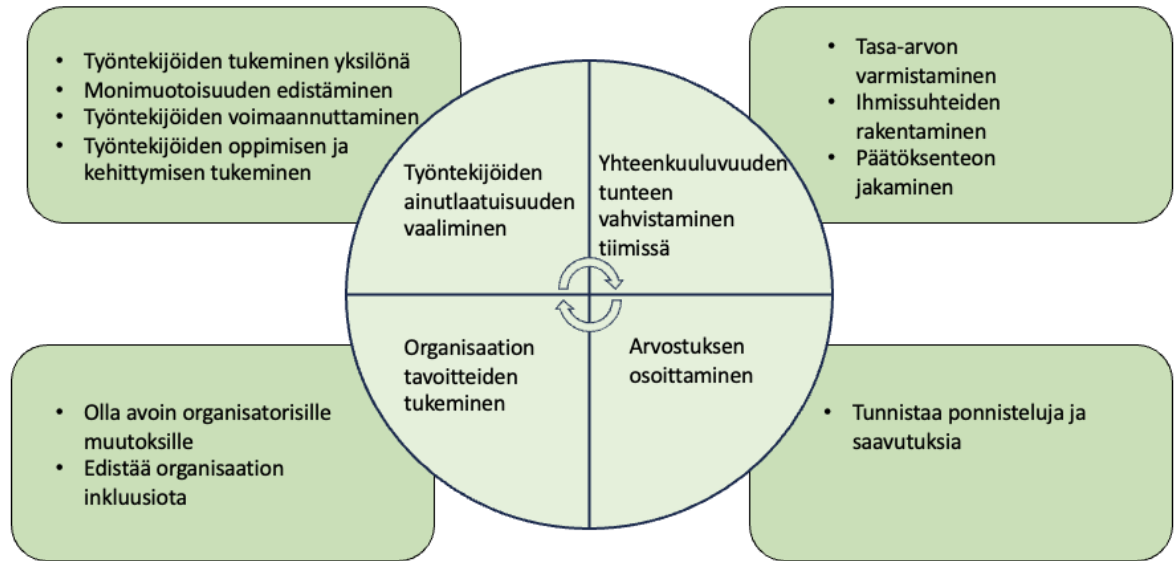 • Työntekijöiden tukeminen yksilönä
• Monimuotoisuuden edistäminen
• Työntekijöiden voimaannuttaminen
• Työntekijöiden oppimisen ja
kehittymisen tukeminen
• Tasa-arvon
varmistaminen
• Ihmissuhteiden
rakentaminen
• Päätöksenteon
jakaminen
Työntekijöiden
ainutlaatuisuuden
vaaliminen
Yhteenkuuluvuuden
tunteen
vahvistaminen
tiimissä
Organisaation
tavoitteiden
tukeminen
Arvostuksen
osoittaminen
• Olla avoin organisatorisille
muutoksille
• Edistää organisaation
inkluusiota
• Tunnistaa ponnisteluja ja
saavutuksia